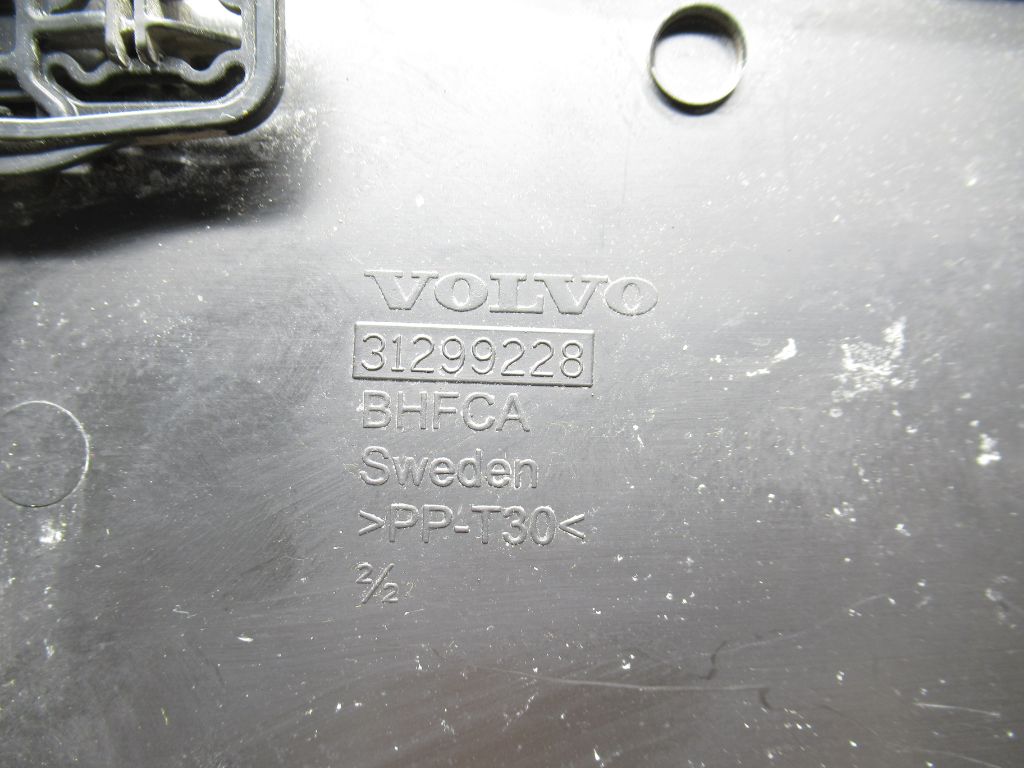 VOLVO
31299228
BHFCA
Sweden
>PP-T30<
2/2